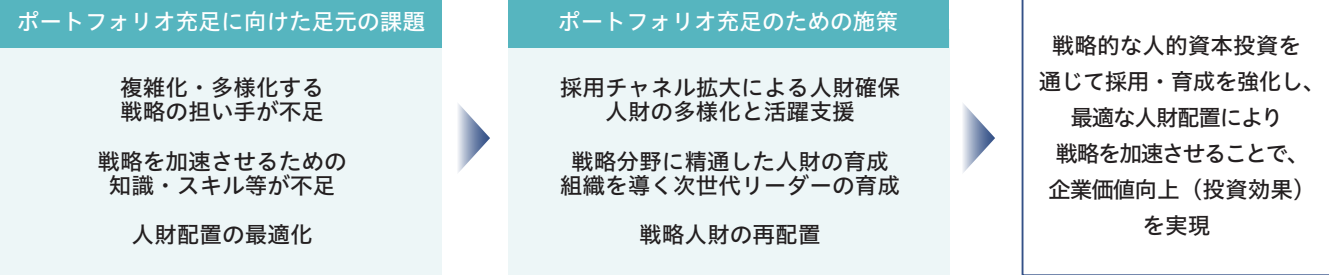 ポートフォリオ充足に向けた足元の課題
複雑化・多様化する
戦略の担い手が不足
戦略を加速させるための
知識・スキル等が不足
人財配置の最適化
ポートフォリオ充足のための施策
採用チャネル拡大による人財確保
人財の多様化と活躍支援
戦略分野に精通した人財の育成
組織を導く次世代リーダーの育成
戦略人財の再配置
戦略的な人的資本投資を
通じて採用・育成を強化し、
最適な人財配置により
戦略を加速させることで、
企業価値向上（投資効果）
を実現